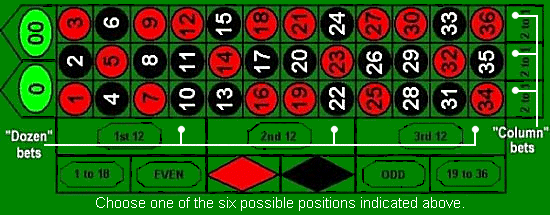 00 3 6 9 12 15 18 21 24 27 30 33 36 2 to 1
2 5 8 11 14 17 20 23 26 29 32 35 2 to 1
0 1 4 7 10 13 16 19 22 25 28 31 34 2 to 1
"Dozen"
bets
1st 12 2nd 12 3rd 12
"Column"
bets
1 to 18 EVEN ODD 19 to 36
Choose one of the six possible positions indicated above.